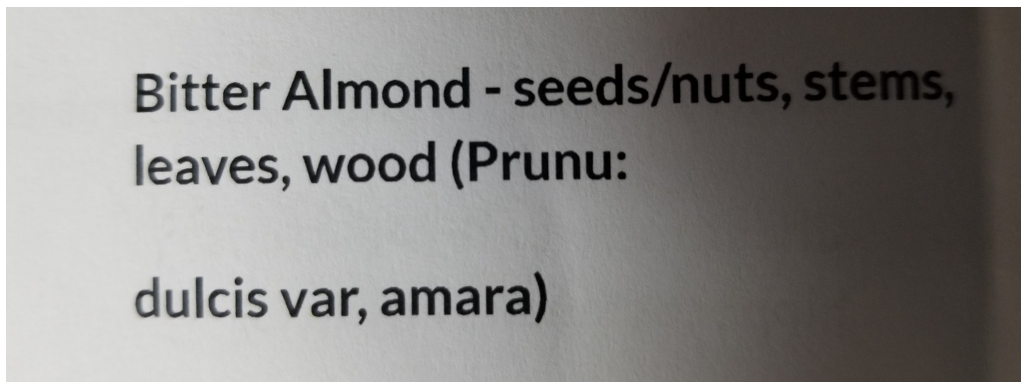 Bitter Almond - seeds/nuts, stems,
leaves, wood (Prunu:
dulcis var, amara)